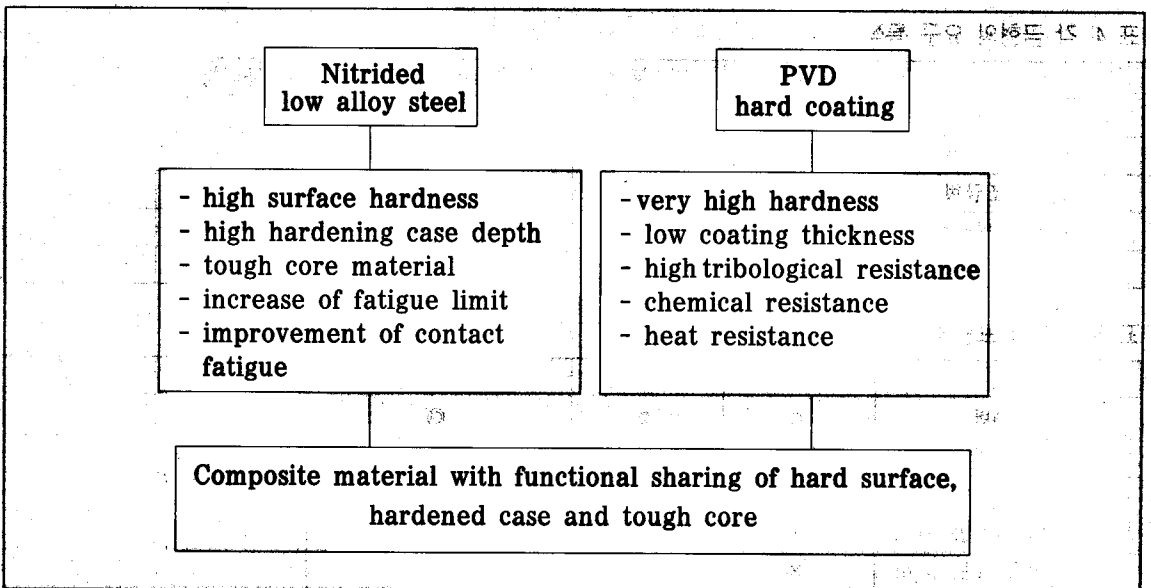 Nitrided
low alloy steel
PVD
hard coating
- high surface hardness
- high hardening case depth
- tough core material
- increase of fatigue limit
- improvement of contact
fatigue
- very high hardness
- low coating thickness
- high tribological resistance
- chemical resistance
- heat resistance
Composite material with functional sharing of hard surface,
hardened case and tough core